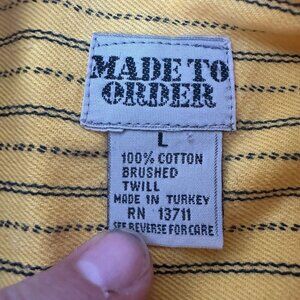 MADE TO
ORDER
L
100% COTTON
BRUSHED
TWILL
MADE IN TURKEY
RN 13711
SEE REVERSE FOR CARE